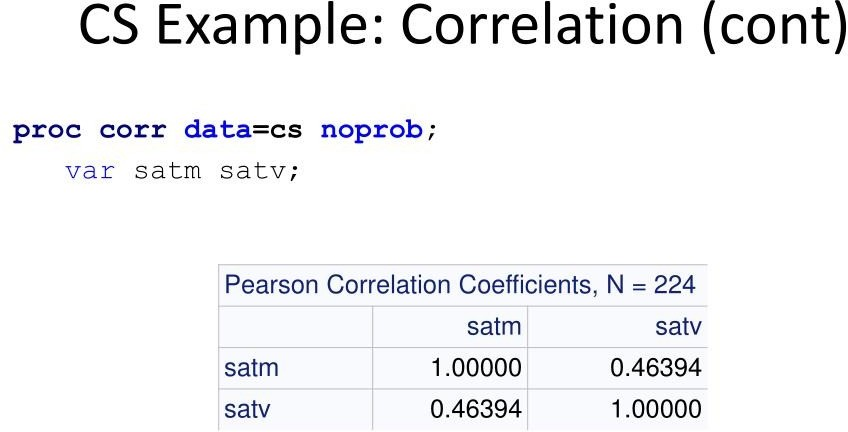 CS Example: Correlation (cont)
proc corr data=cs noprob;
var satm satv;
Pearson Correlation Coefficients, N = 224
satm satv
satm 1.00000 0.46394
satv 0.46394 1.00000